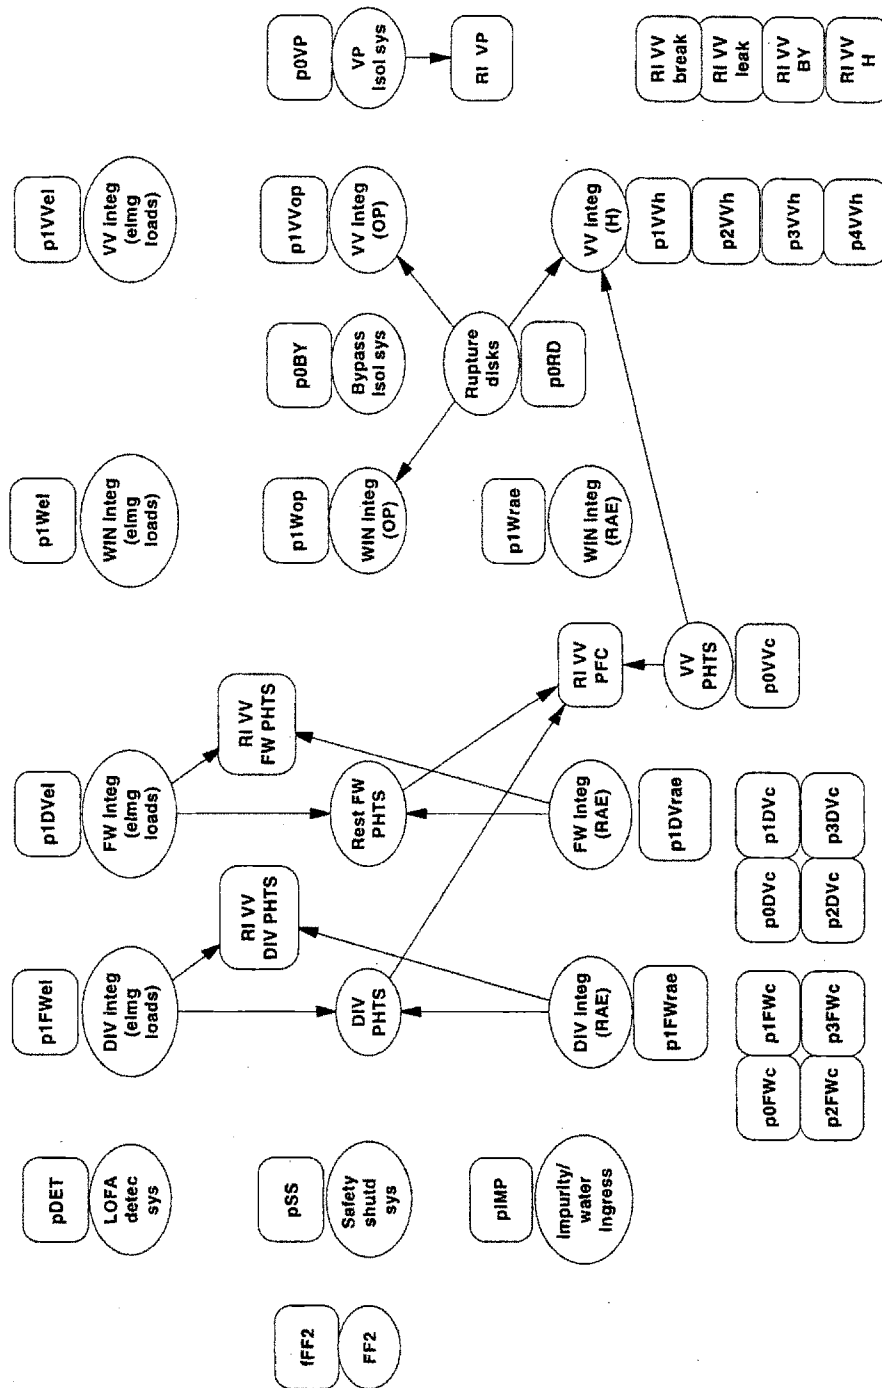 pDET
LOFA
detec
sys
p1FWel
DIV integ
(elmg
loads)
p1DVel
FW Integ
(elmg
loads)
p1Wel
WIN Integ
(elmg
loads)
p1VVel
VV Integ
(elmg
loads)
RI VV
DIV PHTS
RI VV
FW PHTS
fFF2
FF2
pSS
Safety
shutd
sys
DIV
PHTS
Rest FW
PHTS
p1Wop
WIN Integ
(OP)
p0BY
Bypass
Isol sys
p1VVop
VV Integ
(OP)
p0VP
VP
Isol sys
RI VP
Rupture
disks
p0RD
pIMP
Impurity/
water
Ingress
DIV Integ
(RAE)
p1FWrae
FW Integ
(RAE)
p1DVrae
RI VV
PFC
VV
PHTS
p0VVc
p1Wrae
WIN Integ
(RAE)
VV Integ
(H)
p1VVh
p2VVh
p3VVh
p4VVh
RI VV
break
RI VV
leak
RI VV
BY
RI VV
H
p0FWc
p1FWc
p2FWc
p3FWc
p0DVc
p1DVc
p2DVc
p3DVc